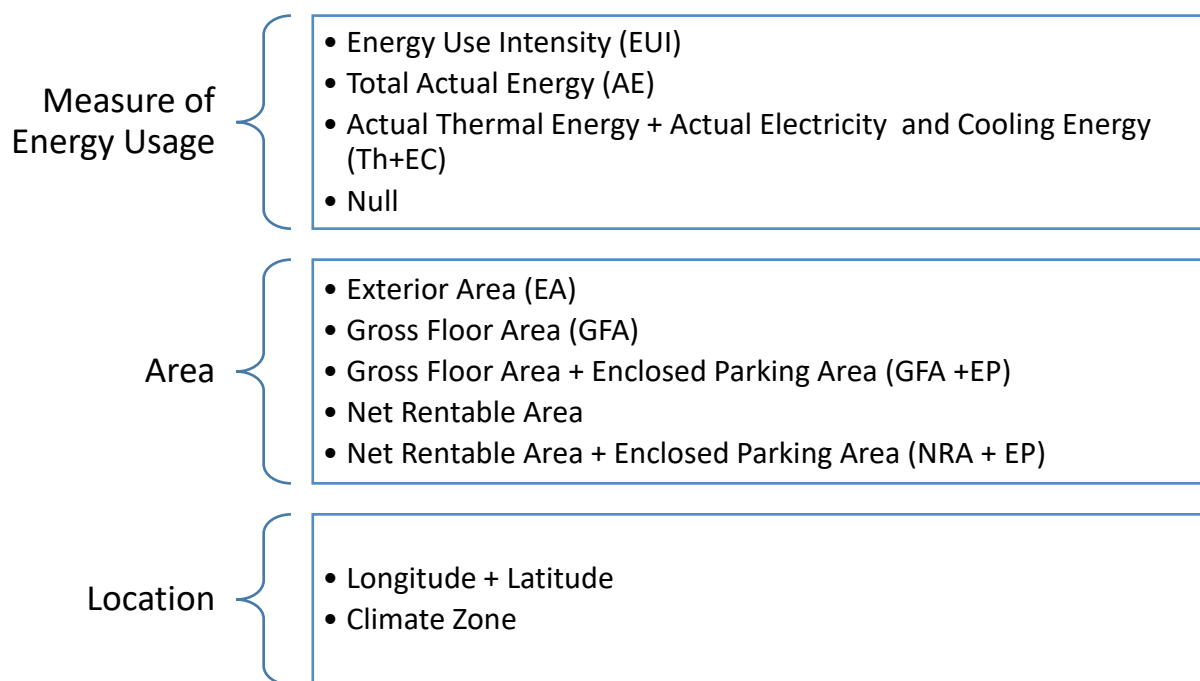 Measure of
Energy Usage
• Energy Use Intensity (EUI)
• Total Actual Energy (AE)
• Actual Thermal Energy + Actual Electricity  and Cooling Energy
(Th+EC)
• Null
Area
• Exterior Area (EA)
• Gross Floor Area (GFA)
• Gross Floor Area + Enclosed Parking Area (GFA +EP)
• Net Rentable Area
• Net Rentable Area + Enclosed Parking Area (NRA + EP)
Location
• Longitude + Latitude
• Climate Zone